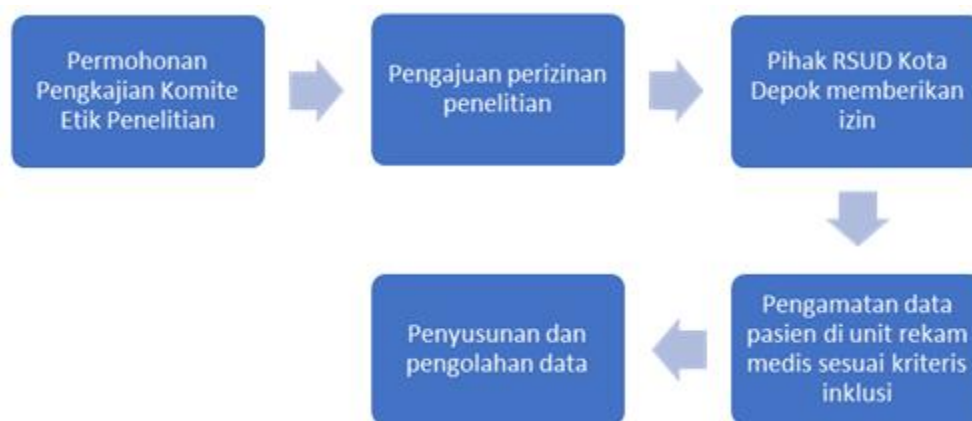 Permohonan
Pengkajian Komite
Etik Penelitian
Pengajuan perizinan
penelitian
Pihak RSUD Kota
Depok memberikan
izin
Pengamatan data
pasien di unit rekam
medis sesuai kriteris
inklusi
Penyusunan dan
pengolahan data